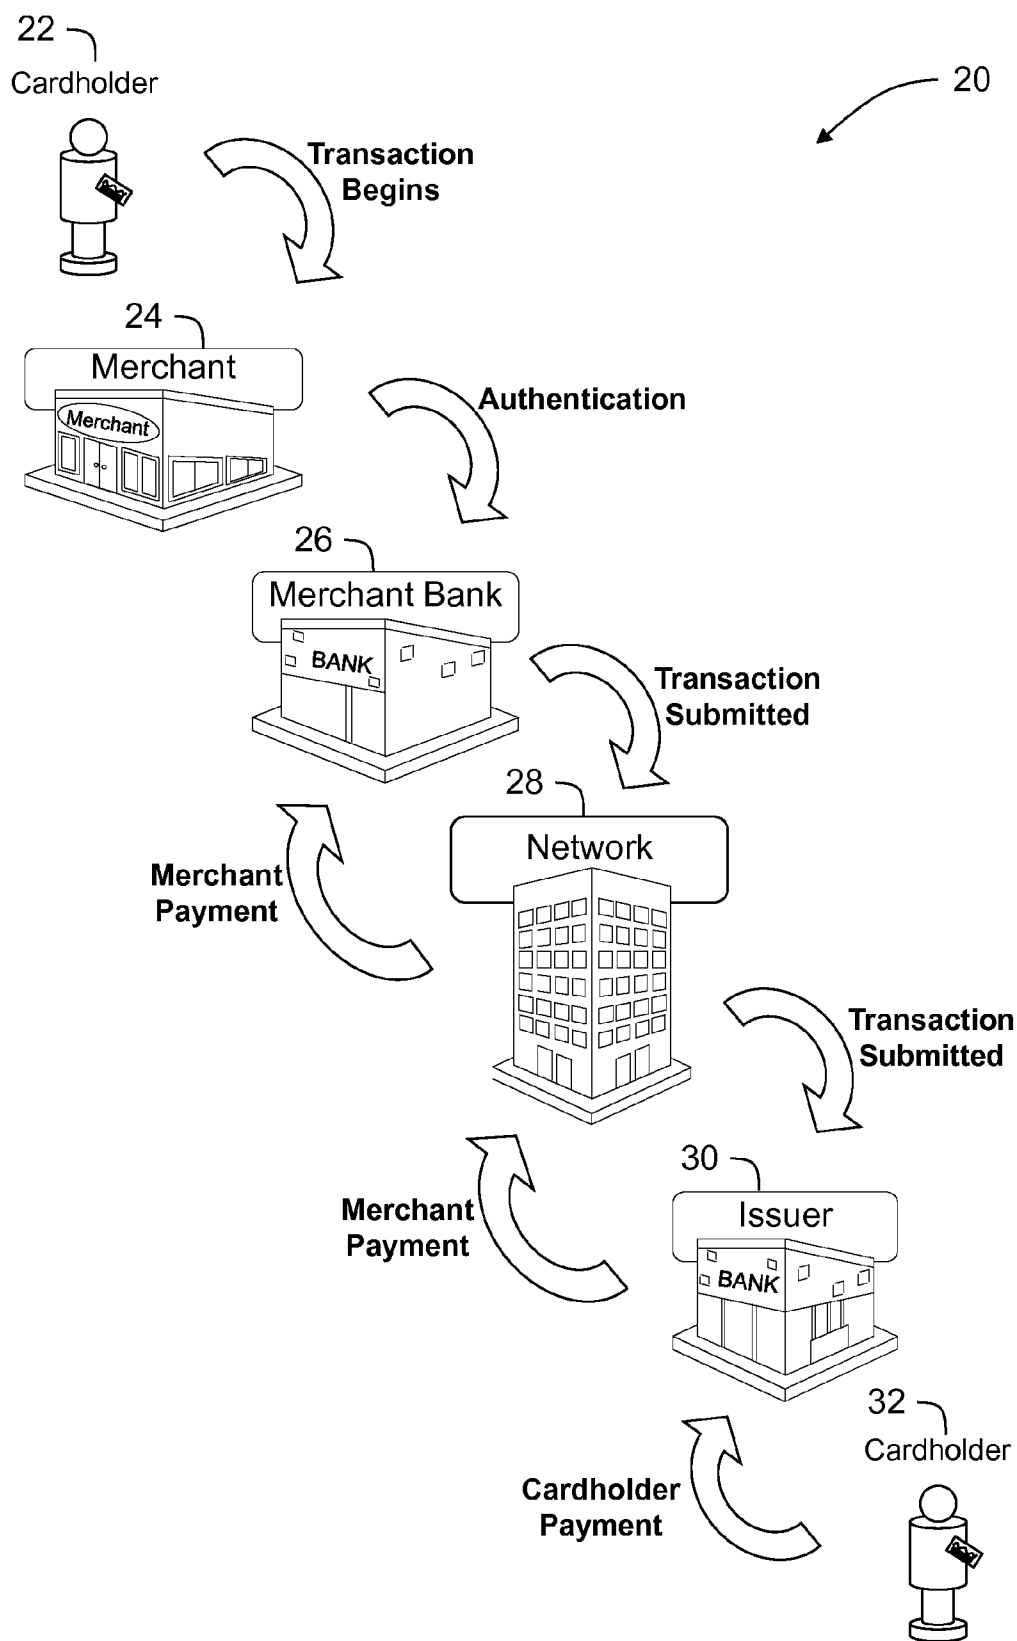 22
Cardholder
20
Transaction
Begins
24
Merchant
Merchant
Authentication
26
Merchant Bank
BANK
Transaction
Submitted
28
Network
Merchant
Payment
Transaction
Submitted
30
Issuer
BANK
Merchant
Payment
32
Cardholder
Cardholder
Payment